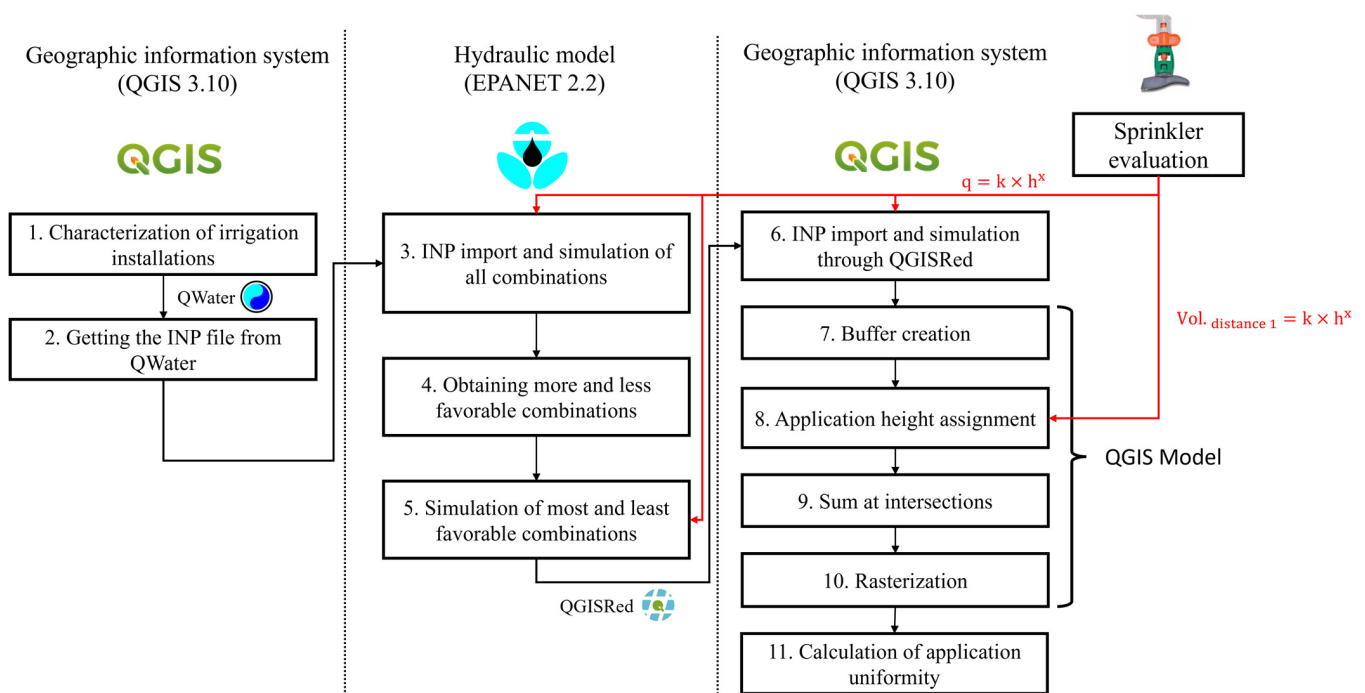 Geographic information system
(QGIS 3.10)
QGIS
1. Characterization of irrigation
installations
QWater
2. Getting the INP file from
QWater
Hydraulic model
(EPANET 2.2)
3. INP import and simulation of
all combinations
4. Obtaining more and less
favorable combinations
5. Simulation of most and least
favorable combinations
QGISRed
Geographic information system
(QGIS 3.10)
QGIS
6. INP import and simulation
through QGISRed
7. Buffer creation
8. Application height assignment
9. Sum at intersections
10. Rasterization
11. Calculation of application
uniformity
QGIS Model
Sprinkler
evaluation
q = k × hˣ
Vol. distance 1 = k × hˣ